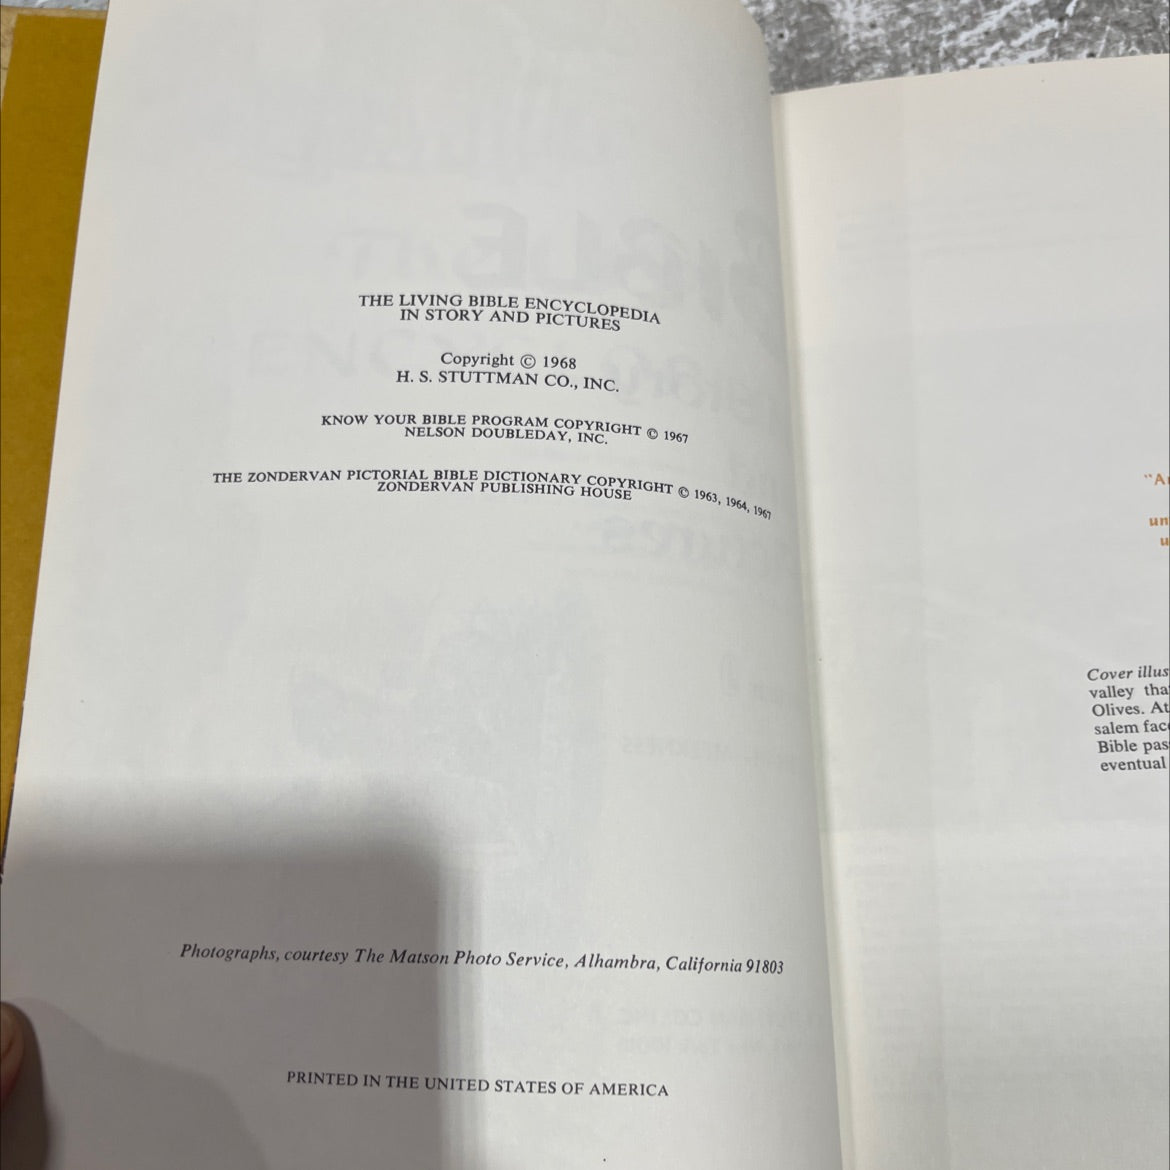 THE LIVING BIBLE ENCYCLOPEDIA
IN STORY AND PICTURES
Copyright © 1968
H. S. STUTTMAN CO., INC.
KNOW YOUR BIBLE PROGRAM COPYRIGHT © 1967
NELSON DOUBLEDAY, INC.
THE ZONDERVAN PICTORIAL BIBLE DICTIONARY COPYRIGHT © 1963, 1964, 1967
ZONDERVAN PUBLISHING HOUSE
Photographs, courtesy The Matson Photo Service, Alhambra, California 91803
PRINTED IN THE UNITED STATES OF AMERICA
un
u
Cover illus
valley tha
Olives. At
salem fac
Bible pas
eventual